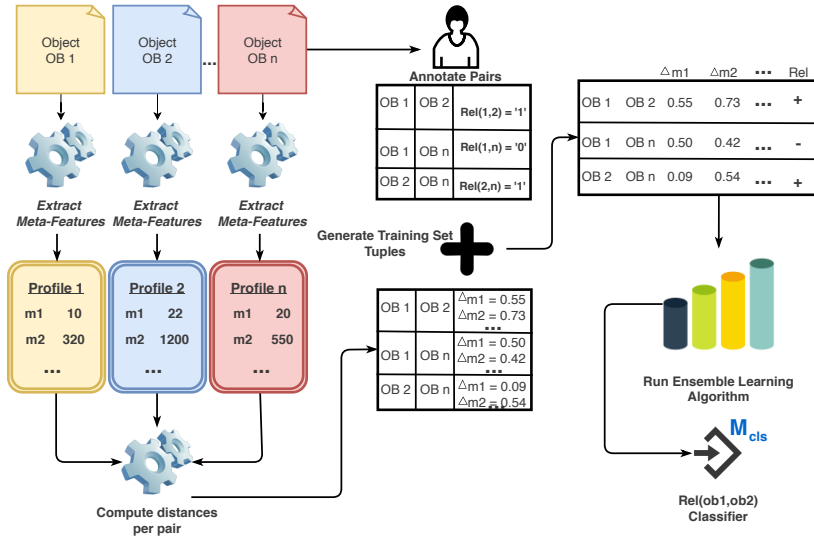 Object
OB 1
Object
OB 2
...
Object
OB n
Extract
Meta-Features
Extract
Meta-Features
Extract
Meta-Features
Profile 1
m1 10
m2 320
...
Profile 2
m1 22
m2 1200
...
Profile n
m1 20
m2 550
...
Compute distances
per pair
Annotate Pairs
OB 1 OB 2 Rel(1,2) = '1'
OB 1 OB n Rel(1,n) = '0'
OB 2 OB n Rel(2,n) = '1'
Generate Training Set
Tuples
OB 1 OB 2 △m1 = 0.55
△m2 = 0.73
...
OB 1 OB n △m1 = 0.50
△m2 = 0.42
...
OB 2 OB n △m1 = 0.09
△m2 = 0.54
...
△m1 △m2 ... Rel
OB 1 OB 2 0.55 0.73 ... +
OB 1 OB n 0.50 0.42 ... -
OB 2 OB n 0.09 0.54 ... +
Run Ensemble Learning
Algorithm
Mcls
Rel(ob1,ob2)
Classifier